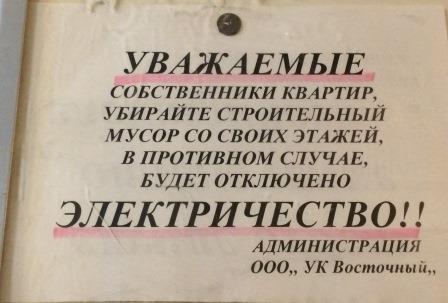 УВАЖАЕМЫЕ
СОБСТВЕННИКИ КВАРТИР,
УБИРАЙТЕ СТРОИТЕЛЬНЫЙ
МУСОР СО СВОИХ ЭТАЖЕЙ,
В ПРОТИВНОМ СЛУЧАЕ,
БУДЕТ ОТКЛЮЧЕНО
ЭЛЕКТРИЧЕСТВО!!
АДМИНИСТРАЦИЯ
ООО„ УК Восточный„